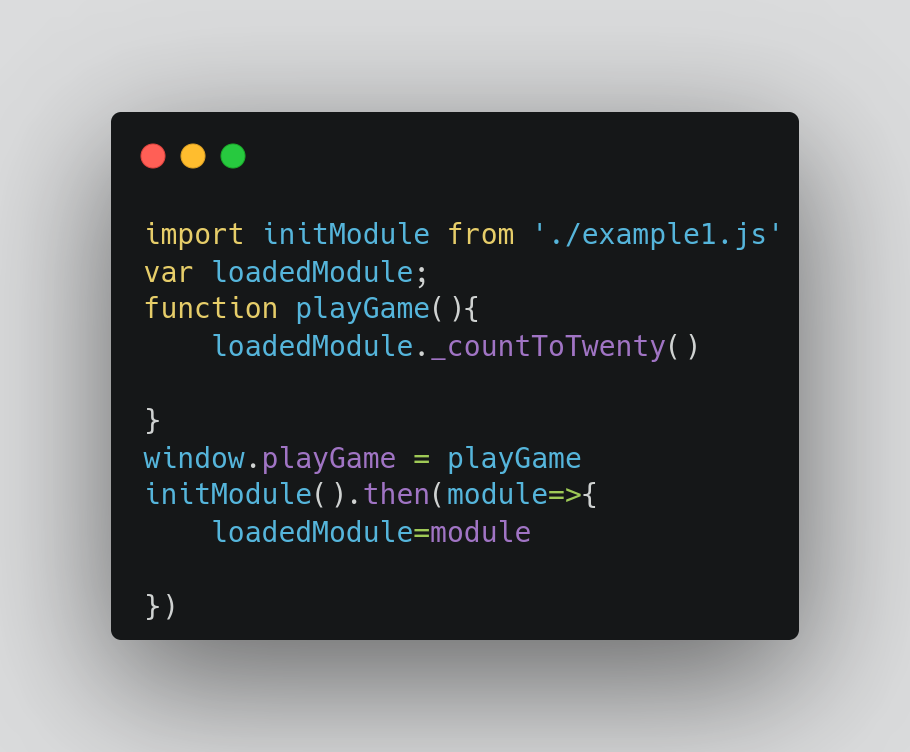 import initModule from './example1.js'
var loadedModule;
function playGame(){
    loadedModule._countToTwenty()
}
window.playGame = playGame
initModule().then(module=>{
    loadedModule=module
})